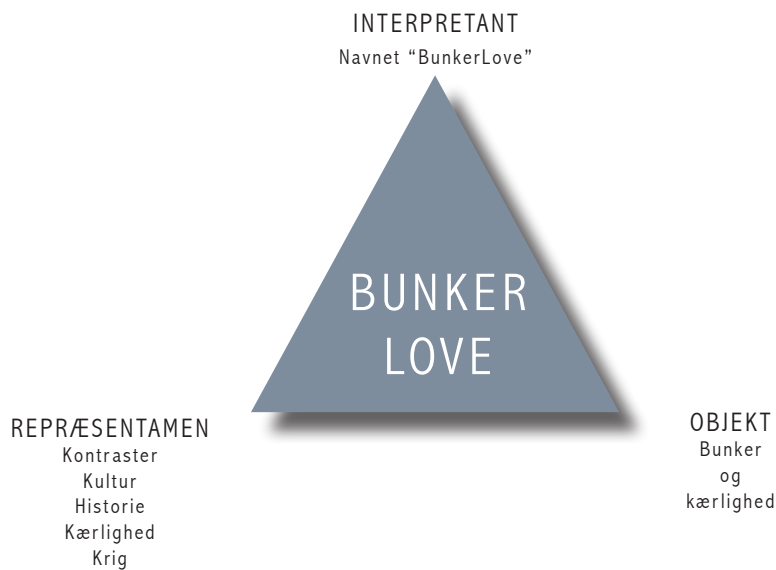 INTERPRETANT
Navnet “BunkerLove”
BUNKER
LOVE
REPRÆSENTAMEN
Kontraster
Kultur
Historie
Kærlighed
Krig
OBJEKT
Bunker
og
kærlighed